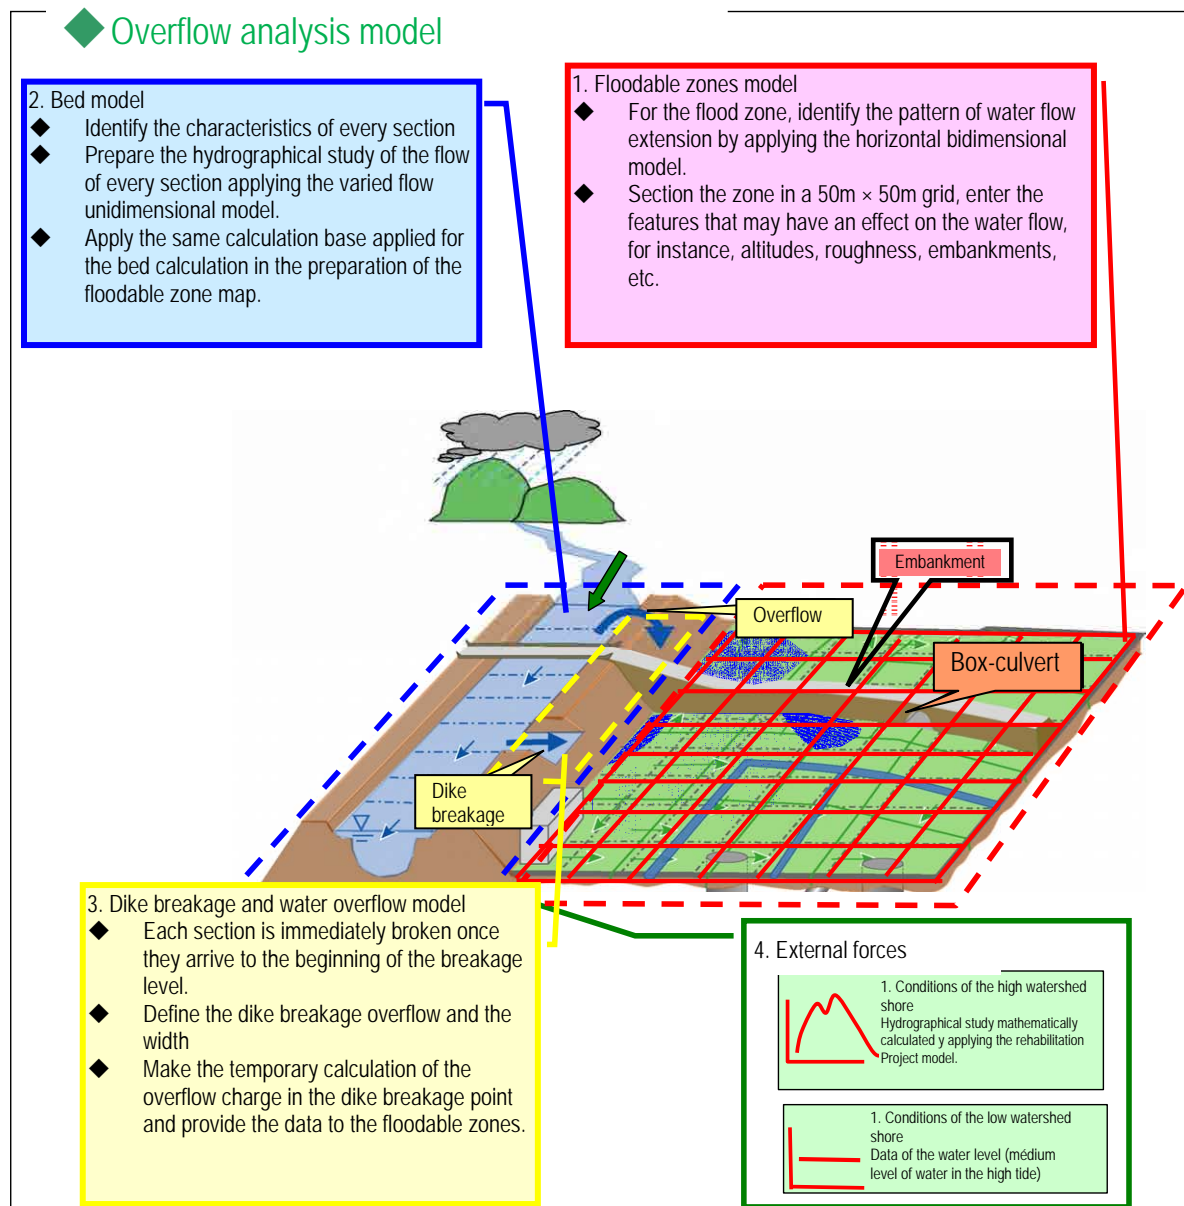 Overflow analysis model
2. Bed model
◆ Identify the characteristics of every section
◆ Prepare the hydrographical study of the flow
of every section applying the varied flow
unidimensional model.
◆ Apply the same calculation base applied for
the bed calculation in the preparation of the
floodable zone map.
1. Floodable zones model
◆ For the flood zone, identify the pattern of water flow
extension by applying the horizontal bidimensional
model.
◆ Section the zone in a 50m × 50m grid, enter the
features that may have an effect on the water flow,
for instance, altitudes, roughness, embankments,
etc.
Embankment
Overflow
Box-culvert
Dike
breakage
3. Dike breakage and water overflow model
◆ Each section is immediately broken once
they arrive to the beginning of the breakage
level.
◆ Define the dike breakage overflow and the
width
◆ Make the temporary calculation of the
overflow charge in the dike breakage point
and provide the data to the floodable zones.
4. External forces
1. Conditions of the high watershed
shore
Hydrographical study mathematically
calculated y applying the rehabilitation
Project model.
1. Conditions of the low watershed
shore
Data of the water level (médium
level of water in the high tide)